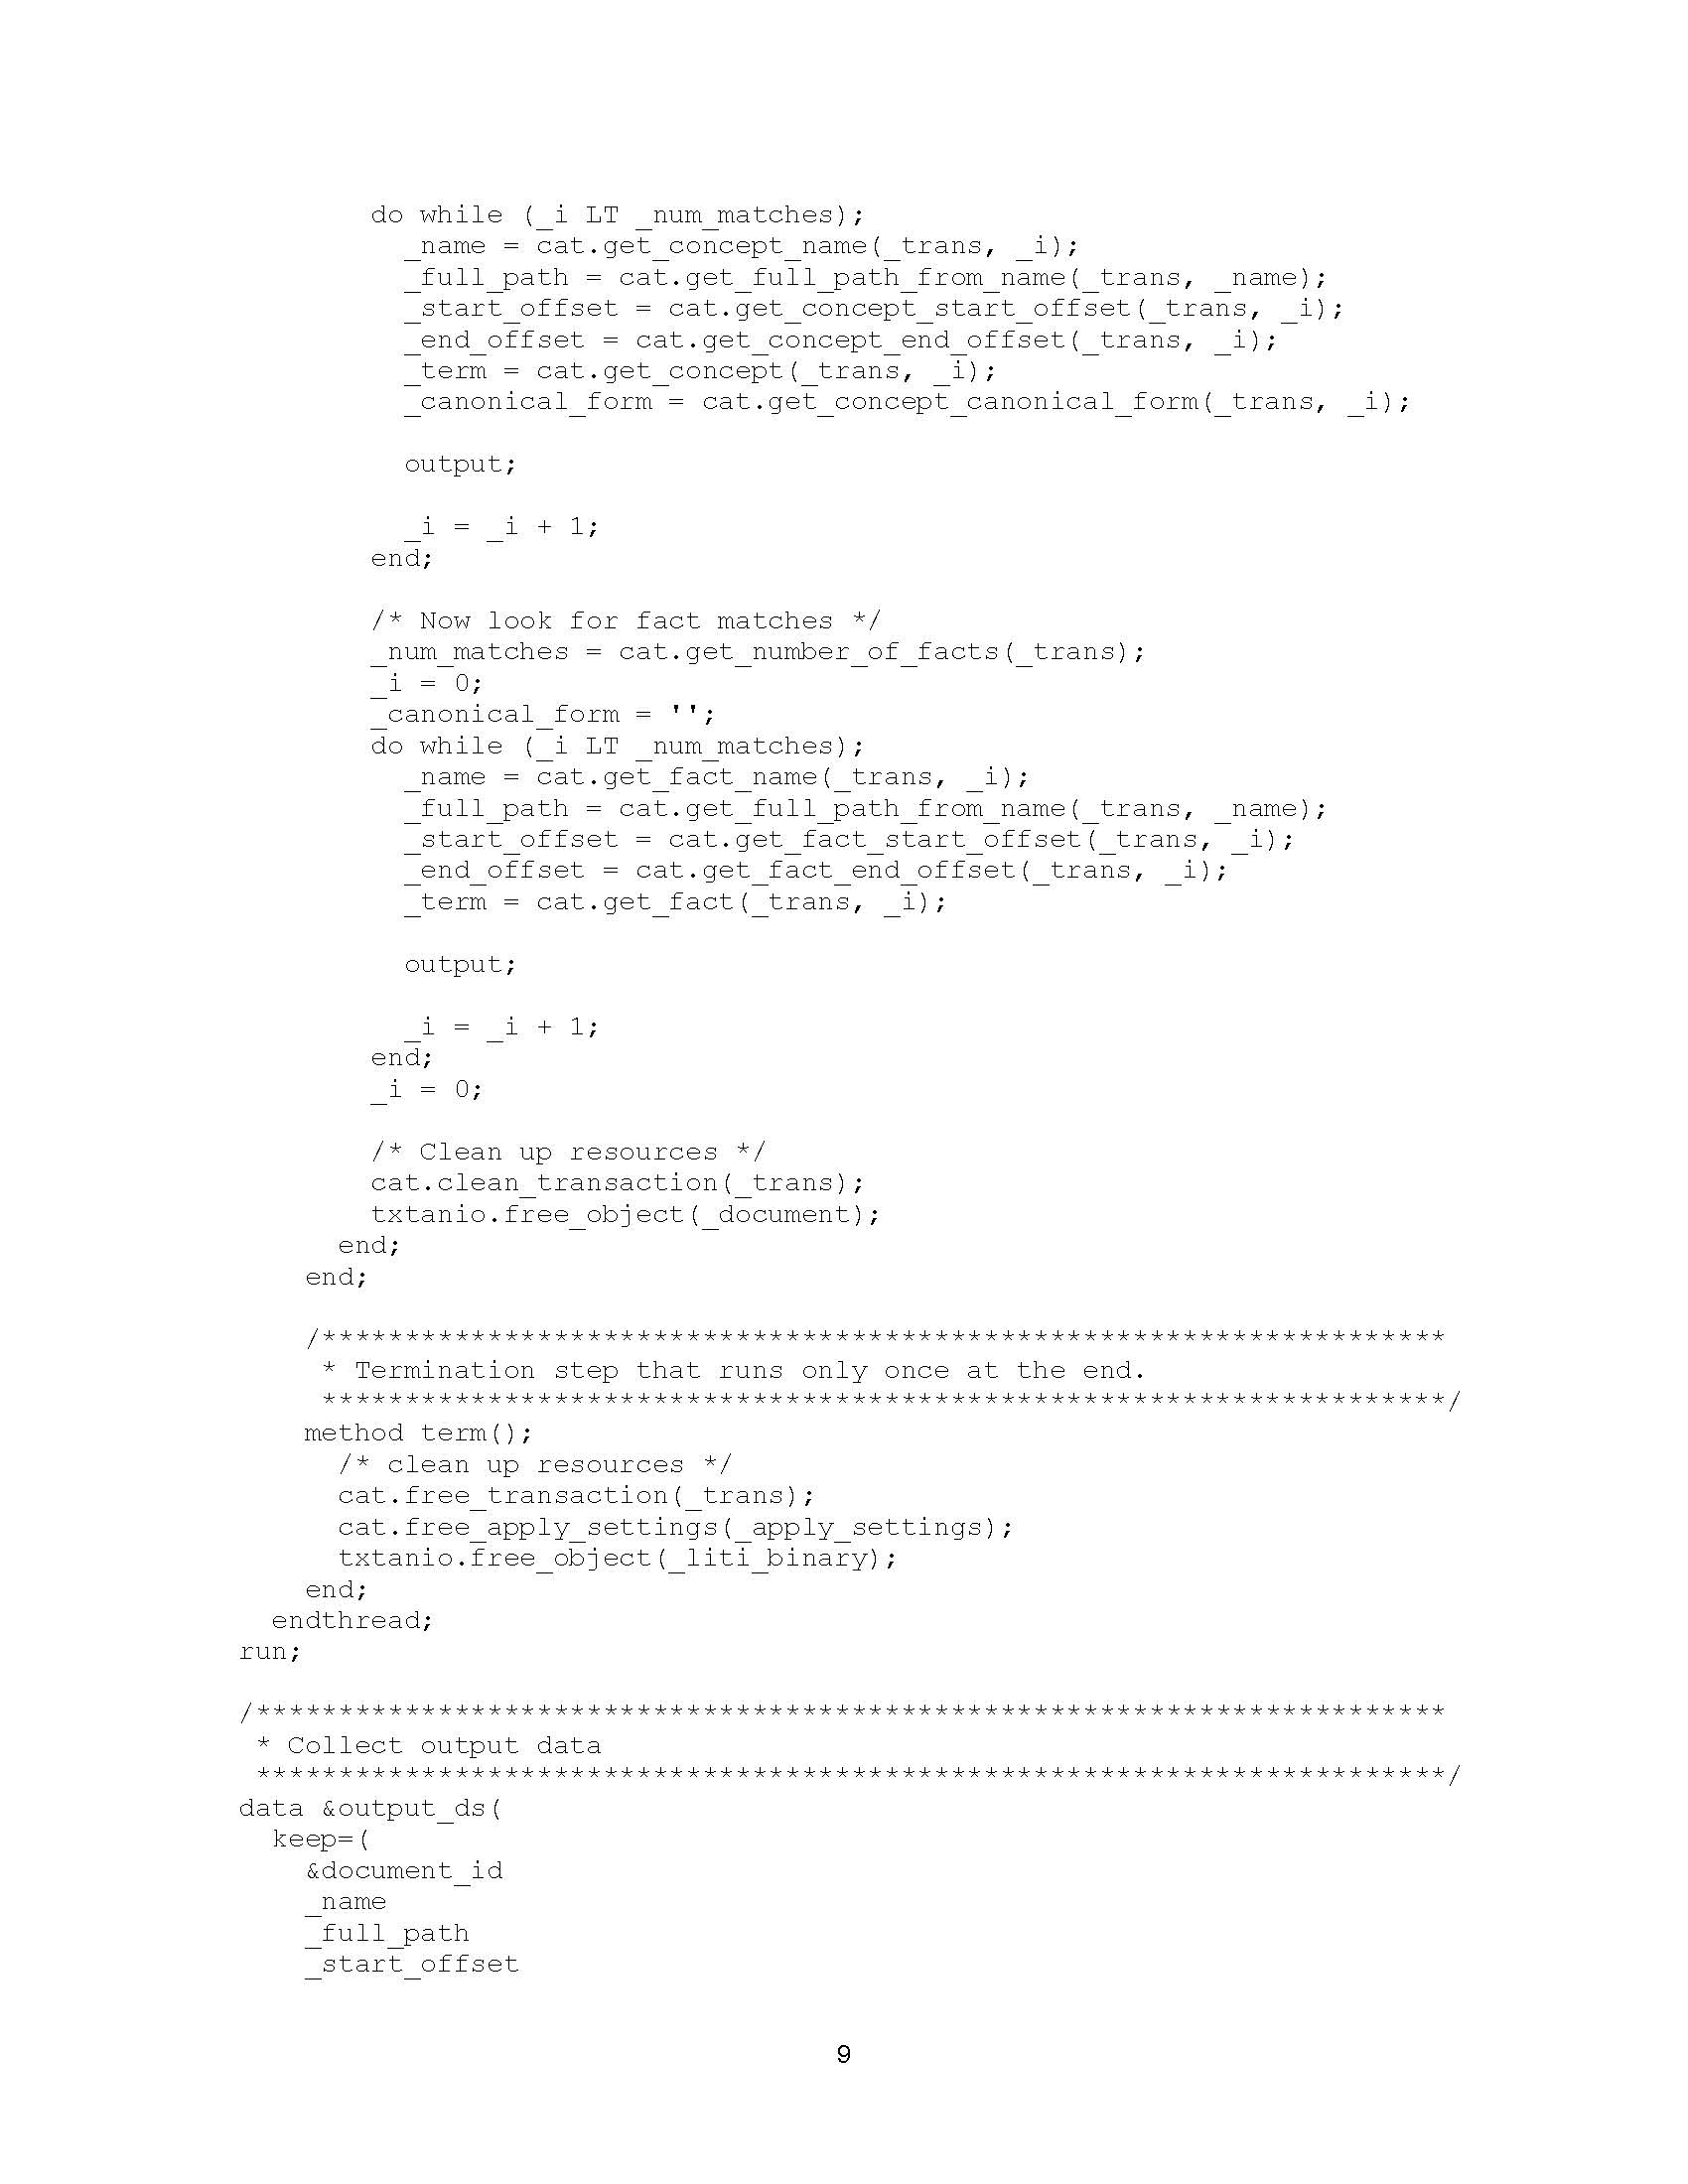 do while (_i LT _num_matches);
_name = cat.get_concept_name(_trans, _i);
_full_path = cat.get_full_path_from_name(_trans, _name);
_start_offset = cat.get_concept_start_offset(_trans, _i);
_end_offset = cat.get_concept_end_offset(_trans, _i);
_term = cat.get_concept(_trans, _i);
_canonical_form = cat.get_concept_canonical_form(_trans, _i);
output;
_i = _i + 1;
end;
/* Now look for fact matches */
_num_matches = cat.get_number_of_facts(_trans);
_i = 0;
_canonical_form = '';
do while (_i LT _num_matches);
_name = cat.get_fact_name(_trans, _i);
_full_path = cat.get_full_path_from_name(_trans, _name);
_start_offset = cat.get_fact_start_offset(_trans, _i);
_end_offset = cat.get_fact_end_offset(_trans, _i);
_term = cat.get_fact(_trans, _i);
output;
_i = _i + 1;
end;
_i = 0;
/* Clean up resources */
cat.clean_transaction(_trans);
txtanio.free_object(_document);
end;
end;
/********************************************************************
* Termination step that runs only once at the end.
********************************************************************/
method term();
/* clean up resources */
cat.free_transaction(_trans);
cat.free_apply_settings(_apply_settings);
txtanio.free_object(_liti_binary);
end;
endthread;
run;
/************************************************************************
* Collect output data
************************************************************************/
data &output_ds(
keep=(
&document_id
_name
_full_path
_start_offset
9